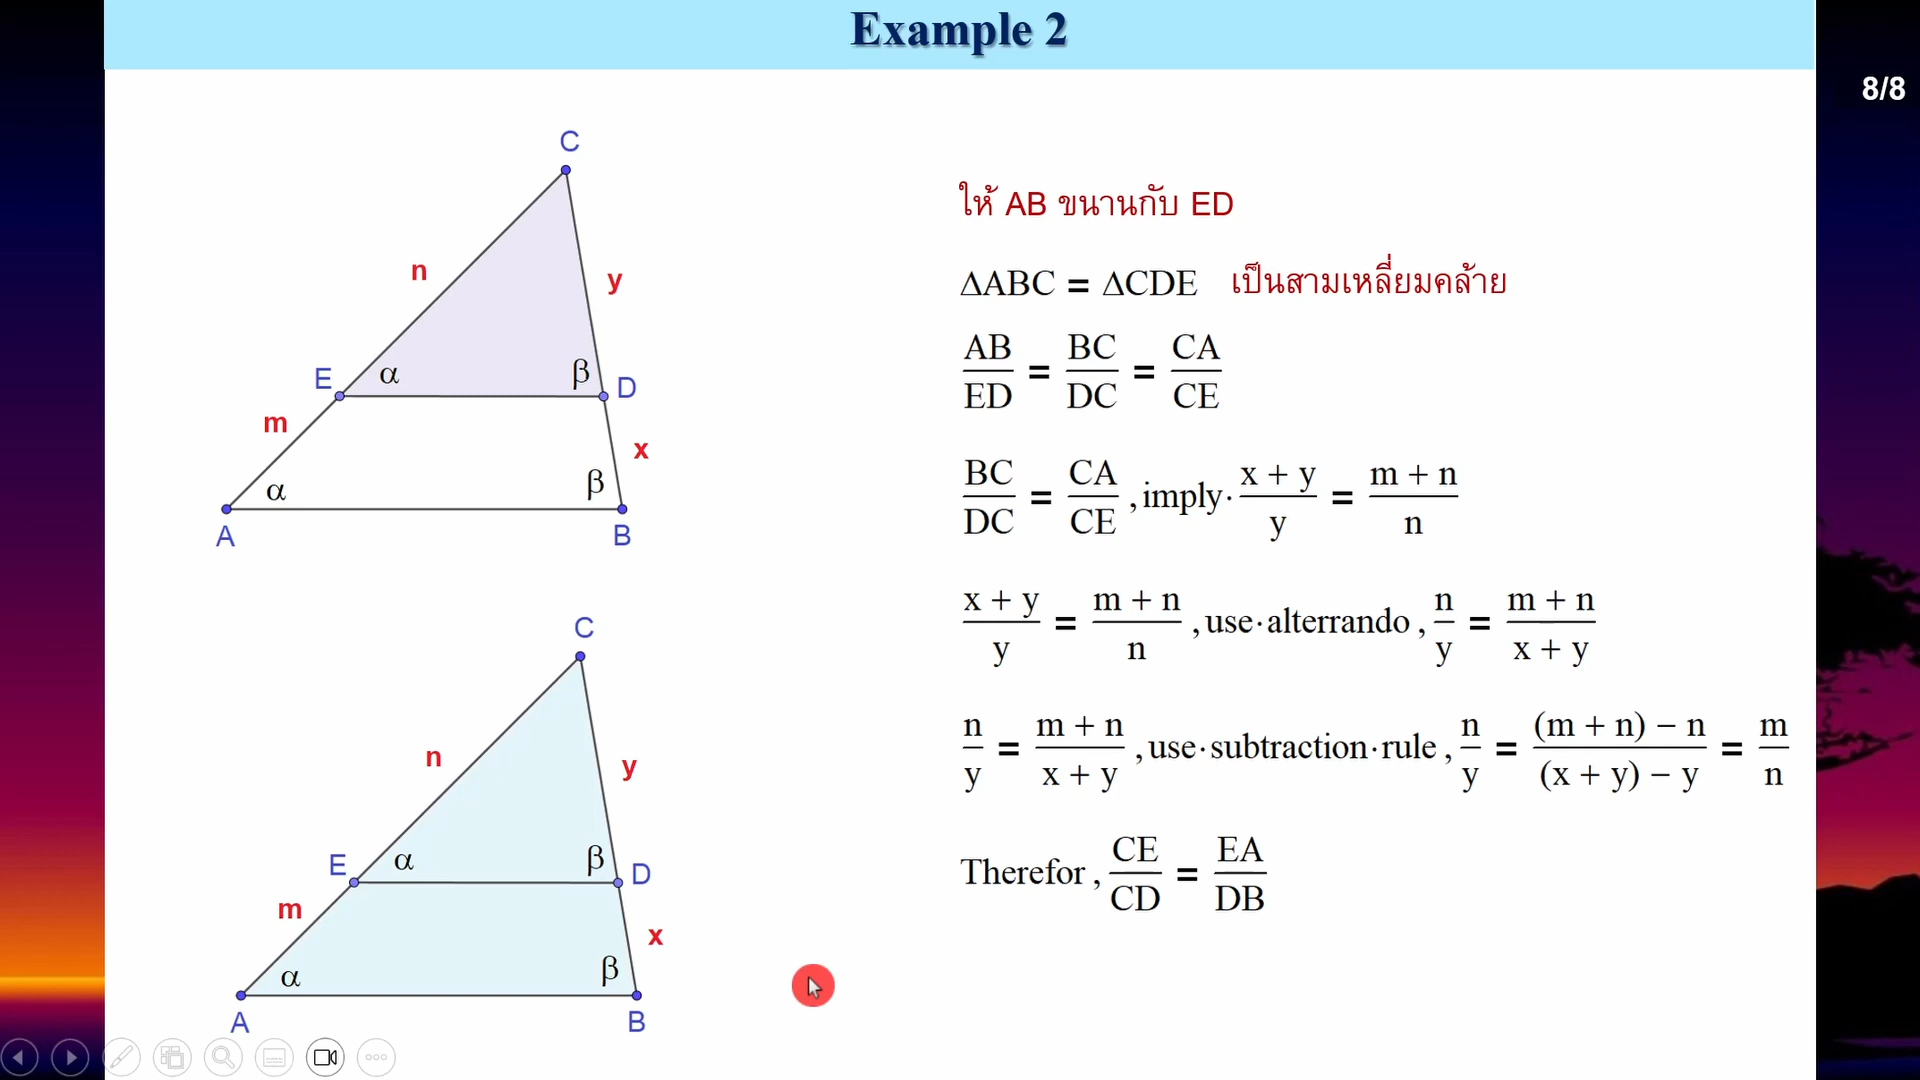 Example 2
8/8
C
n
y
E α β D
m
x
α β
A B
C
n
y
E α β D
m
x
α β
A B
ให้ AB ขนานกับ ED
ΔABC = ΔCDE เป็นสามเหลี่ยมคล้าย
AB/ED = BC/DC = CA/CE
BC/DC = CA/CE , imply· x + y/y = m + n/n
x + y/y = m + n/n , use·alterrando , n/y = m + n/x + y
n/y = m + n/x + y , use·subtraction·rule , n/y = (m + n) − n/(x + y) − y = m/n
Therefor , CE/CD = EA/DB